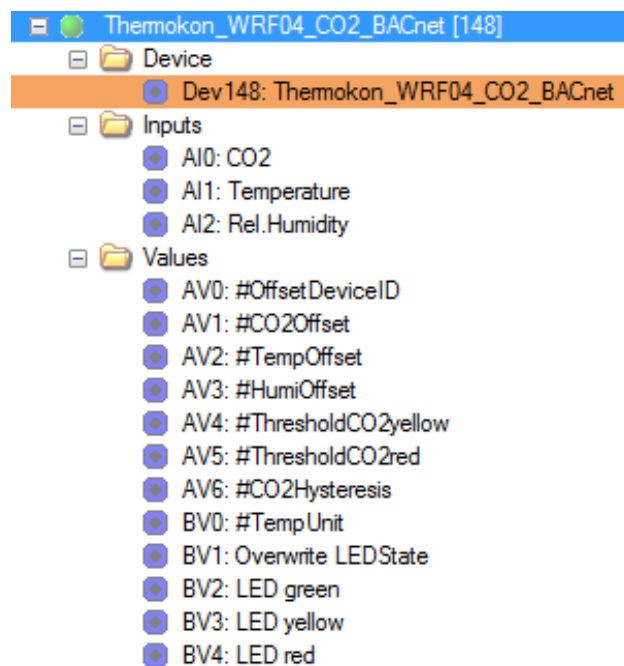 Thermokon_WRF04_CO2_BACnet [148]
Device
Dev148: Thermokon_WRF04_CO2_BACnet
Inputs
AI0: CO2
AI1: Temperature
AI2: Rel.Humidity
Values
AV0: #OffsetDeviceID
AV1: #CO2Offset
AV2: #TempOffset
AV3: #HumiOffset
AV4: #ThresholdCO2yellow
AV5: #ThresholdCO2red
AV6: #CO2Hysteresis
BV0: #TempUnit
BV1: Overwrite LEDState
BV2: LED green
BV3: LED yellow
BV4: LED red